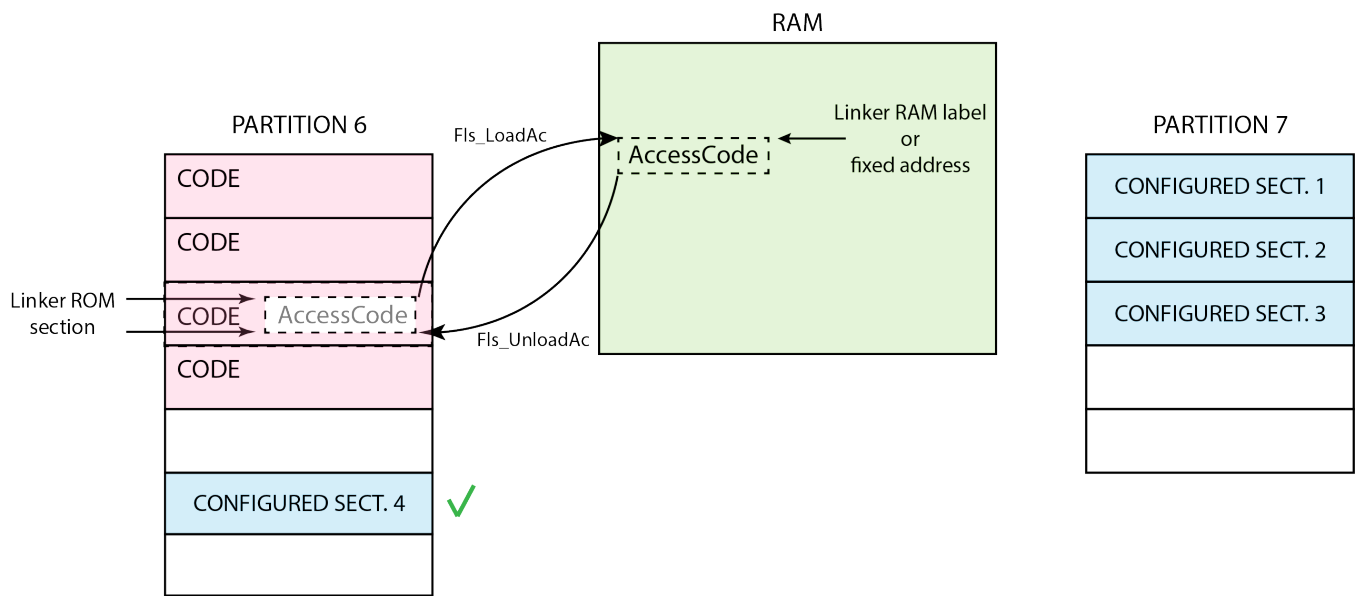 RAM
PARTITION 6
CODE
CODE
Linker ROM
section
CODE
AccessCode
CODE
CONFIGURED SECT. 4
Fls_LoadAc
Fls_UnloadAc
AccessCode
Linker RAM label
or
fixed address
PARTITION 7
CONFIGURED SECT. 1
CONFIGURED SECT. 2
CONFIGURED SECT. 3